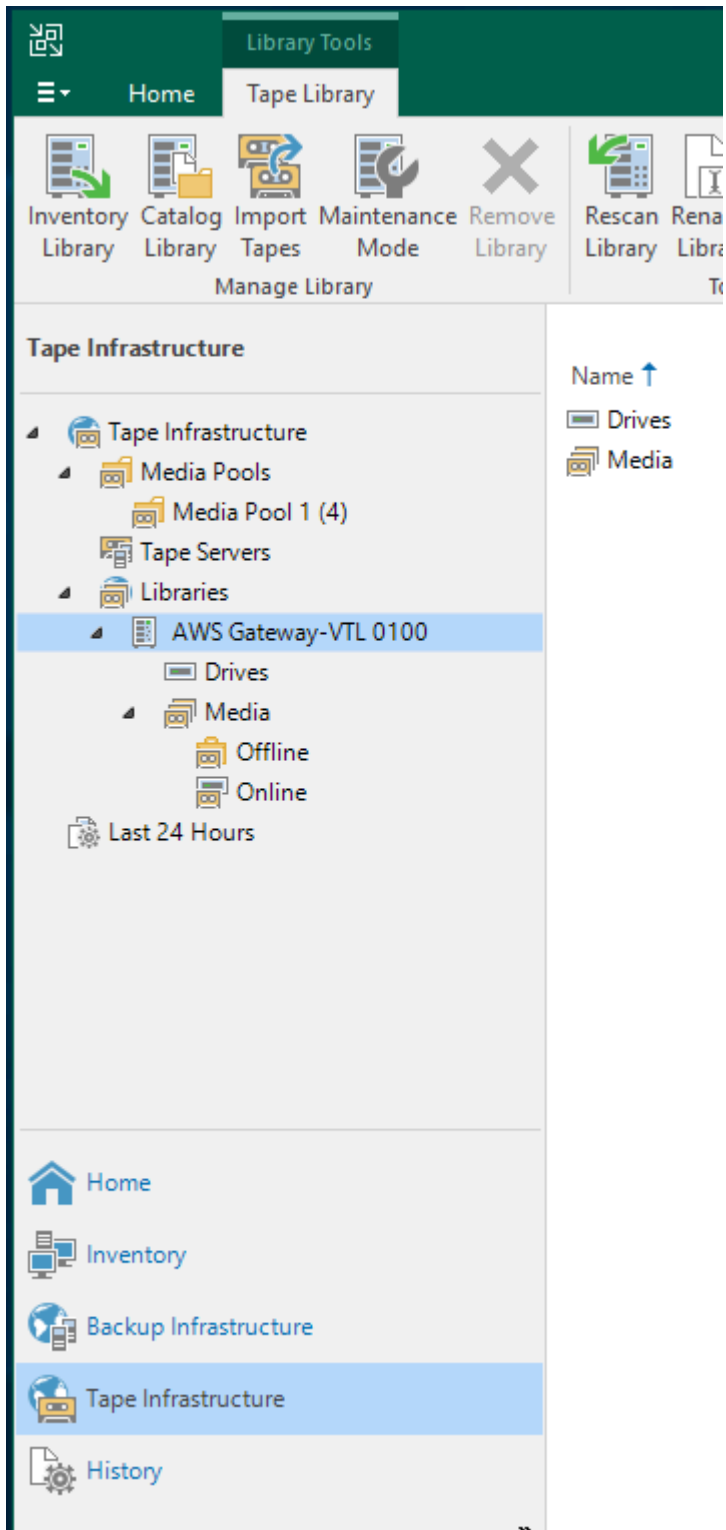 Library Tools
Home
Tape Library
Inventory Library
Catalog Library
Import Tapes
Maintenance Mode
Remove Library
Rescan Library
Manage Library
Tape Infrastructure
Name
Drives
Media
Tape Infrastructure
Media Pools
Media Pool 1 (4)
Tape Servers
Libraries
AWS Gateway-VTL 0100
Drives
Media
Offline
Online
Last 24 Hours
Home
Inventory
Backup Infrastructure
Tape Infrastructure
History